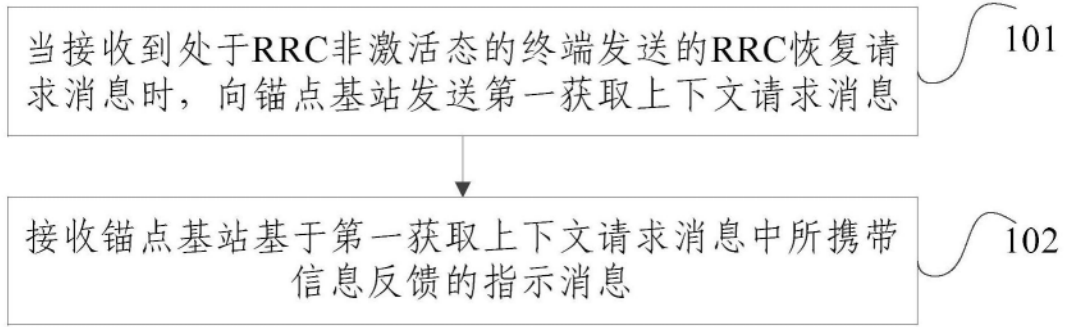 当接收到处于RRC非激活态的终端发送的RRC恢复请
求消息时，向锚点基站发送第一获取上下文请求消息
101
接收锚点基站基于第一获取上下文请求消息中所携带
信息反馈的指示消息
102